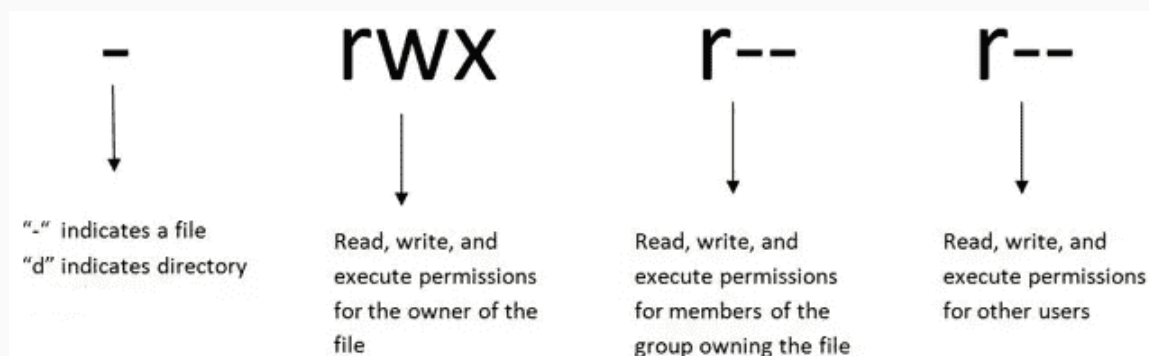 - rwx r-- r--
"-" indicates a file
"d" indicates directory
Read, write, and
execute permissions
for the owner of the
file
Read, write, and
execute permissions
for members of the
group owning the file
Read, write, and
execute permissions
for other users